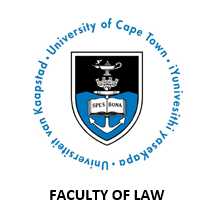 University of Cape Town · iYunivesithi yaseKapa · Universiteit van Kaapstad ·
SPES BONA
FACULTY OF LAW